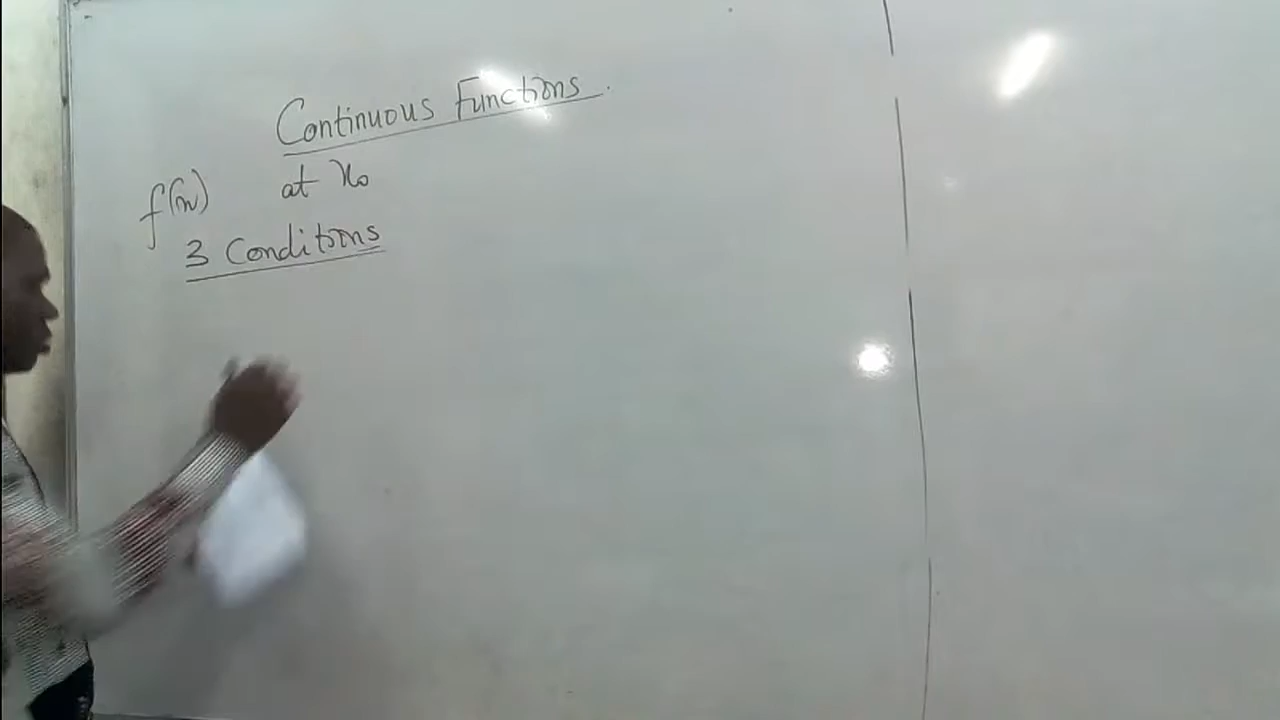 Continuous Functions.
f(x) at x₀
3 Conditions